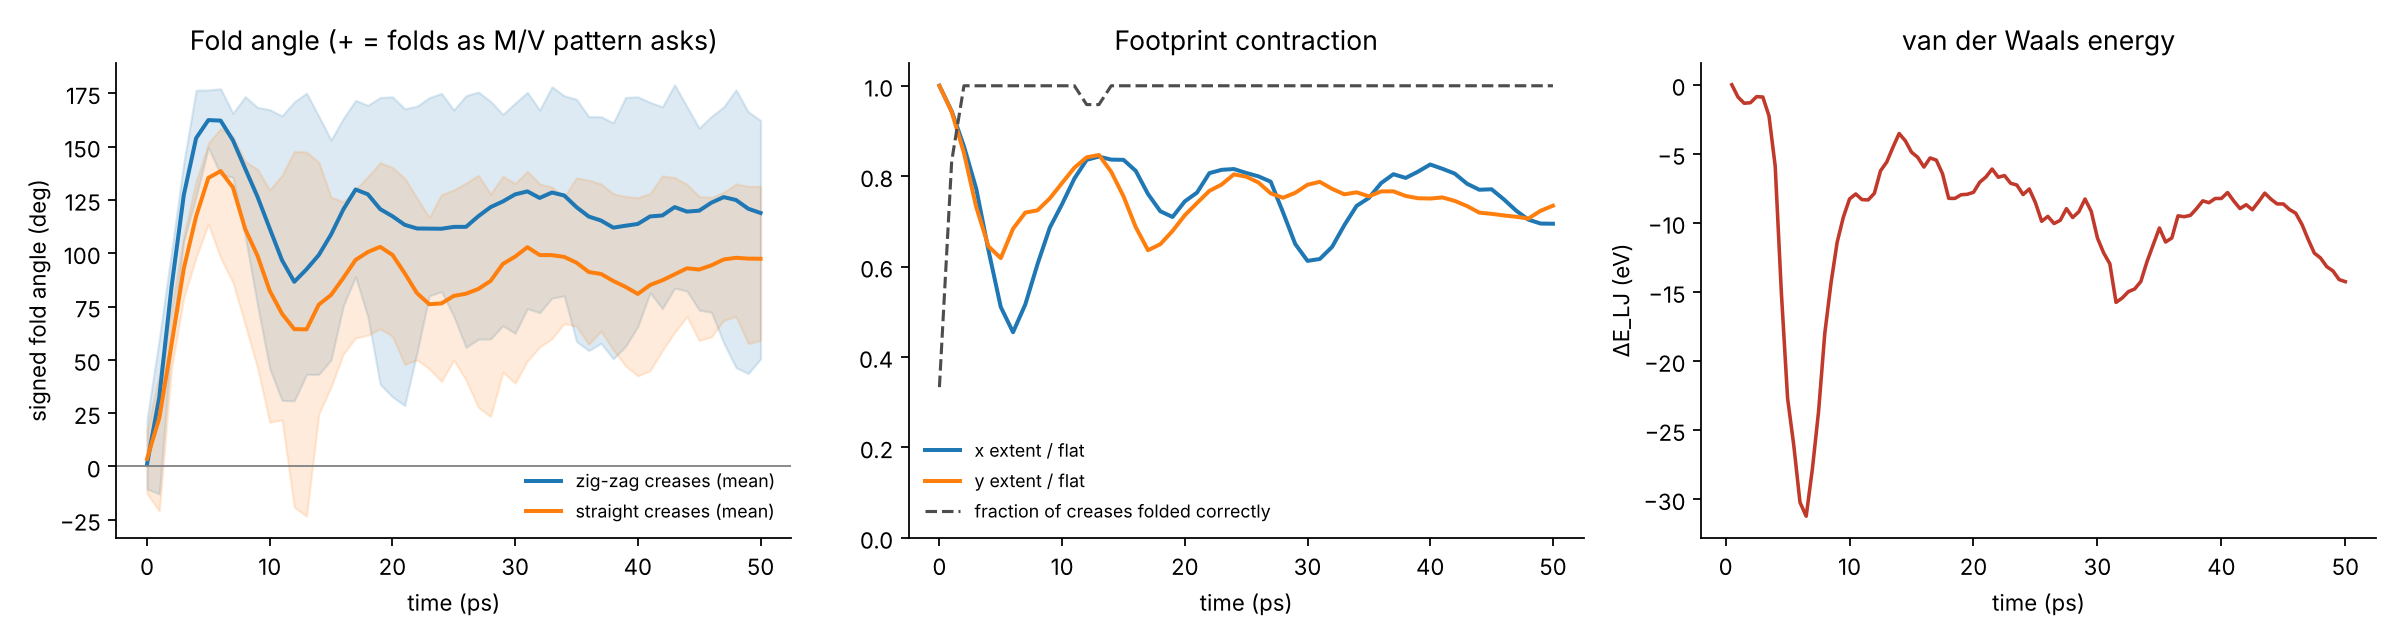 Fold angle (+ = folds as M/V pattern asks)
signed fold angle (deg)
175
150
125
100
75
50
25
0
−25
zig-zag creases (mean)
straight creases (mean)
0 10 20 30 40 50
time (ps)
Footprint contraction
1.0
0.8
0.6
0.4
0.2
0.0
x extent / flat
y extent / flat
fraction of creases folded correctly
0 10 20 30 40 50
time (ps)
van der Waals energy
ΔE_LJ (eV)
0
−5
−10
−15
−20
−25
−30
0 10 20 30 40 50
time (ps)